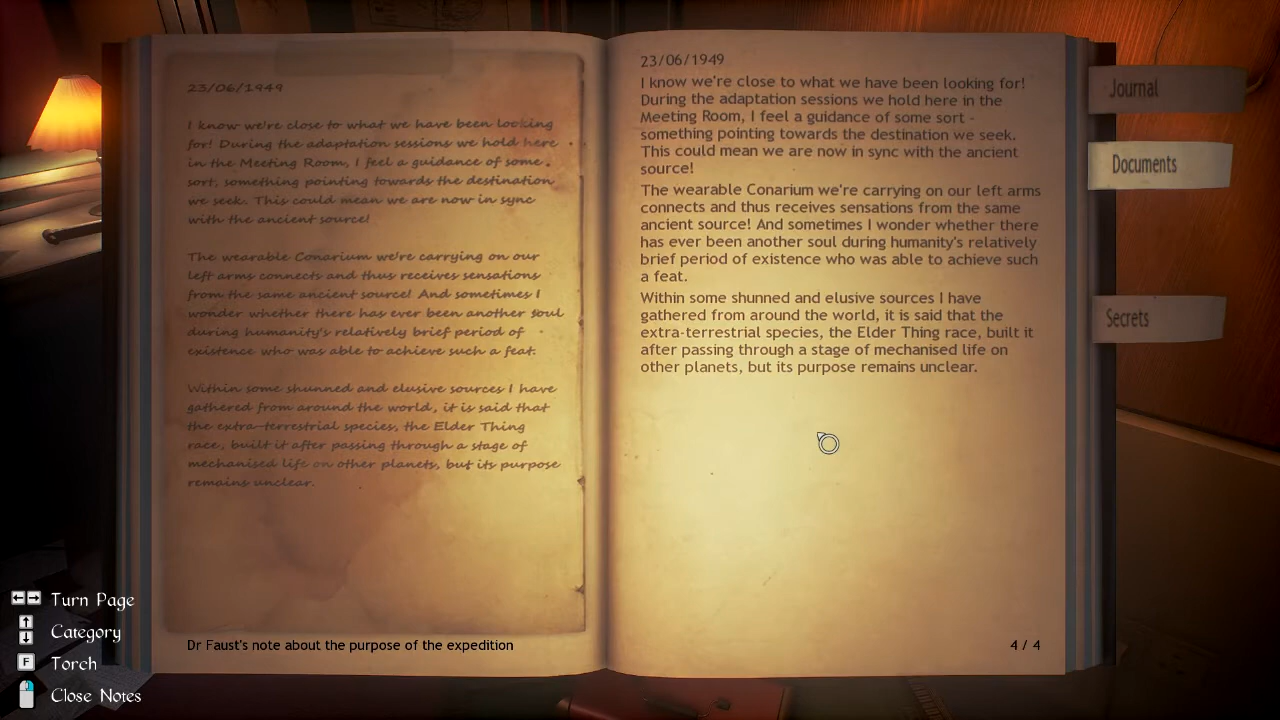 23/06/1949
I know we're close to what we have been looking
for! During the adaptation sessions we hold here
in the Meeting Room, I feel a guidance of some
sort, something pointing towards the destination
we seek. This could mean we are now in sync
with the ancient source!
The wearable Conarium we're carrying on our
left arms connects and thus receives sensations
from the same ancient source! And sometimes I
wonder whether there has ever been another soul
during humanity's relatively brief period of
existence who was able to achieve such a feat.
Within some shunned and elusive sources I have
gathered from around the world, it is said that
the extra-terrestrial species, the Elder Thing
race, built it after passing through a stage of
mechanised life on other planets, but its purpose
remains unclear.
Dr Faust's note about the purpose of the expedition
23/06/1949
I know we're close to what we have been looking for!
During the adaptation sessions we hold here in the
Meeting Room, I feel a guidance of some sort -
something pointing towards the destination we seek.
This could mean we are now in sync with the ancient
source!
The wearable Conarium we're carrying on our left arms
connects and thus receives sensations from the same
ancient source! And sometimes I wonder whether there
has ever been another soul during humanity's relatively
brief period of existence who was able to achieve such
a feat.
Within some shunned and elusive sources I have
gathered from around the world, it is said that the
extra-terrestrial species, the Elder Thing race, built it
after passing through a stage of mechanised life on
other planets, but its purpose remains unclear.
4 / 4
Journal
Documents
Secrets
Turn Page
Category
F Torch
Close Notes